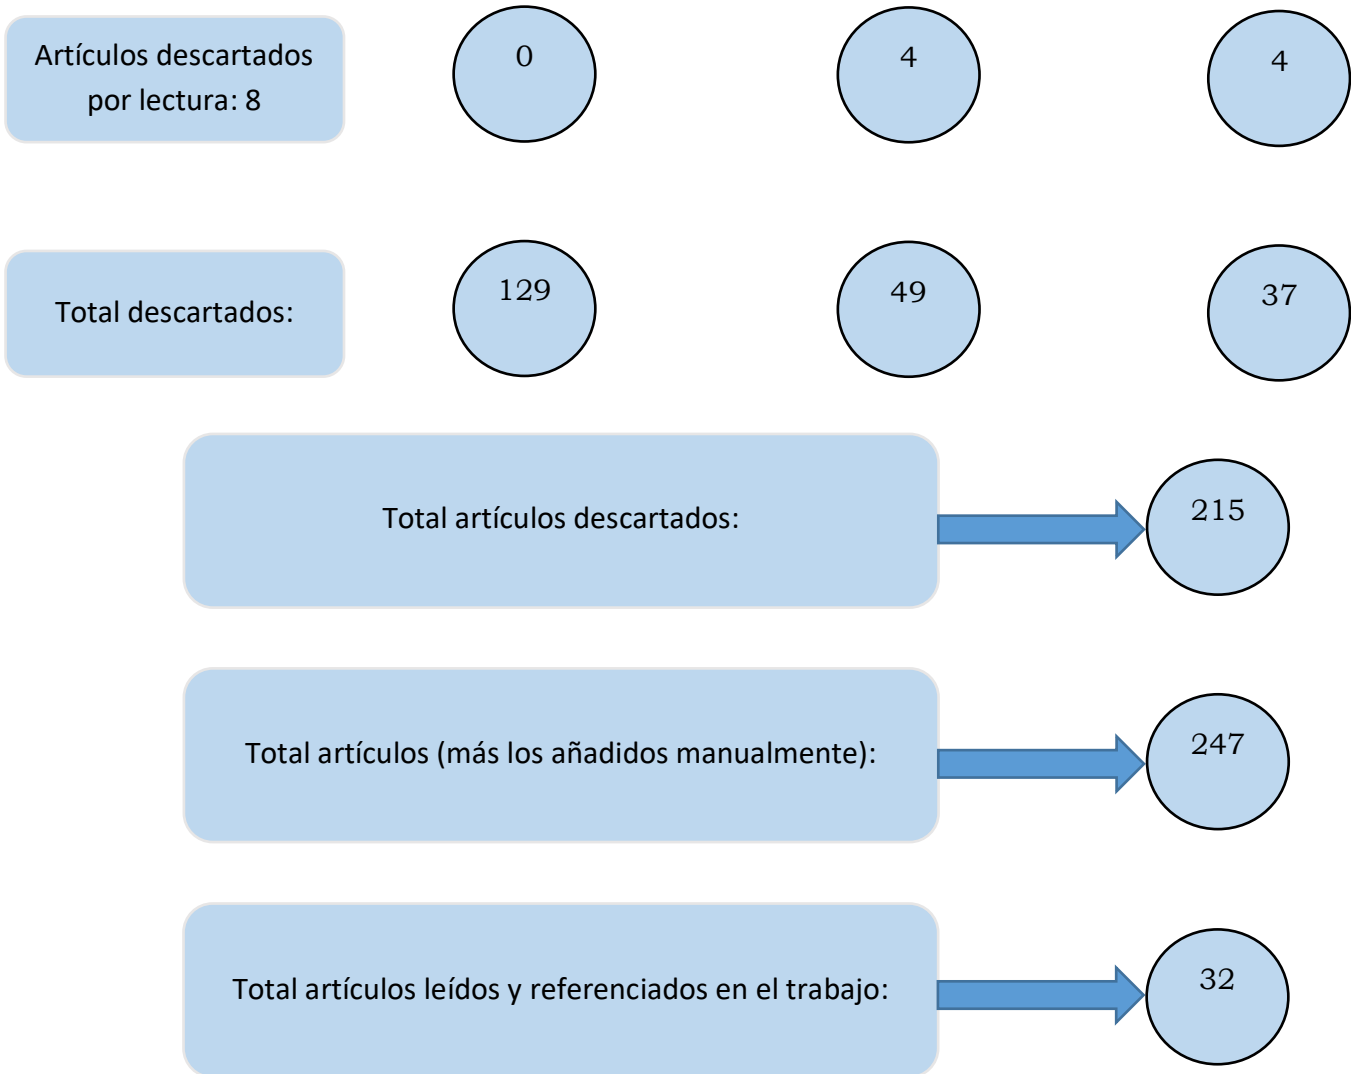 Artículos descartados
por lectura: 8
0
4
4
Total descartados:
129
49
37
Total artículos descartados:
215
Total artículos (más los añadidos manualmente):
247
Total artículos leídos y referenciados en el trabajo:
32